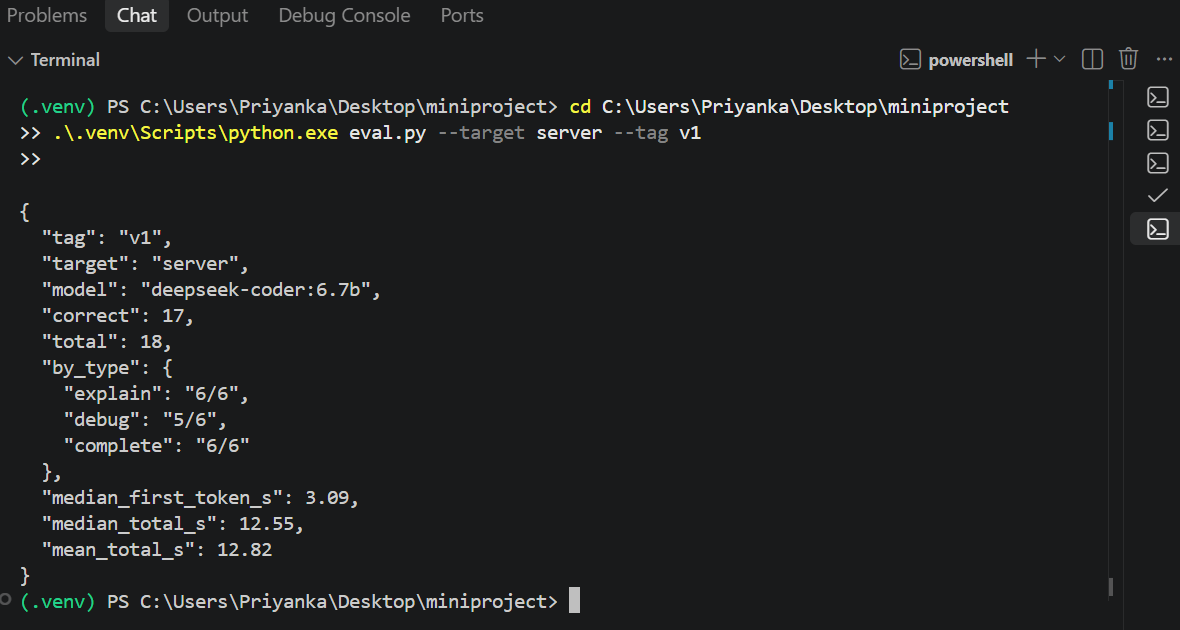 Problems Chat Output Debug Console Ports
Terminal powershell
(.venv) PS C:\Users\Priyanka\Desktop\miniproject> cd C:\Users\Priyanka\Desktop\miniproject
>> .\.venv\Scripts\python.exe eval.py --target server --tag v1
>>
{
  "tag": "v1",
  "target": "server",
  "model": "deepseek-coder:6.7b",
  "correct": 17,
  "total": 18,
  "by_type": {
    "explain": "6/6",
    "debug": "5/6",
    "complete": "6/6"
  },
  "median_first_token_s": 3.09,
  "median_total_s": 12.55,
  "mean_total_s": 12.82
}
(.venv) PS C:\Users\Priyanka\Desktop\miniproject>